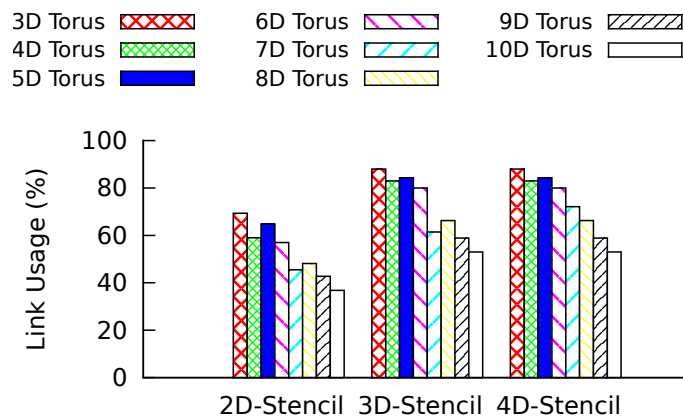 3D Torus 6D Torus 9D Torus
4D Torus 7D Torus 10D Torus
5D Torus 8D Torus
100
80
60
40
20
0
Link Usage (%)
2D-Stencil 3D-Stencil 4D-Stencil